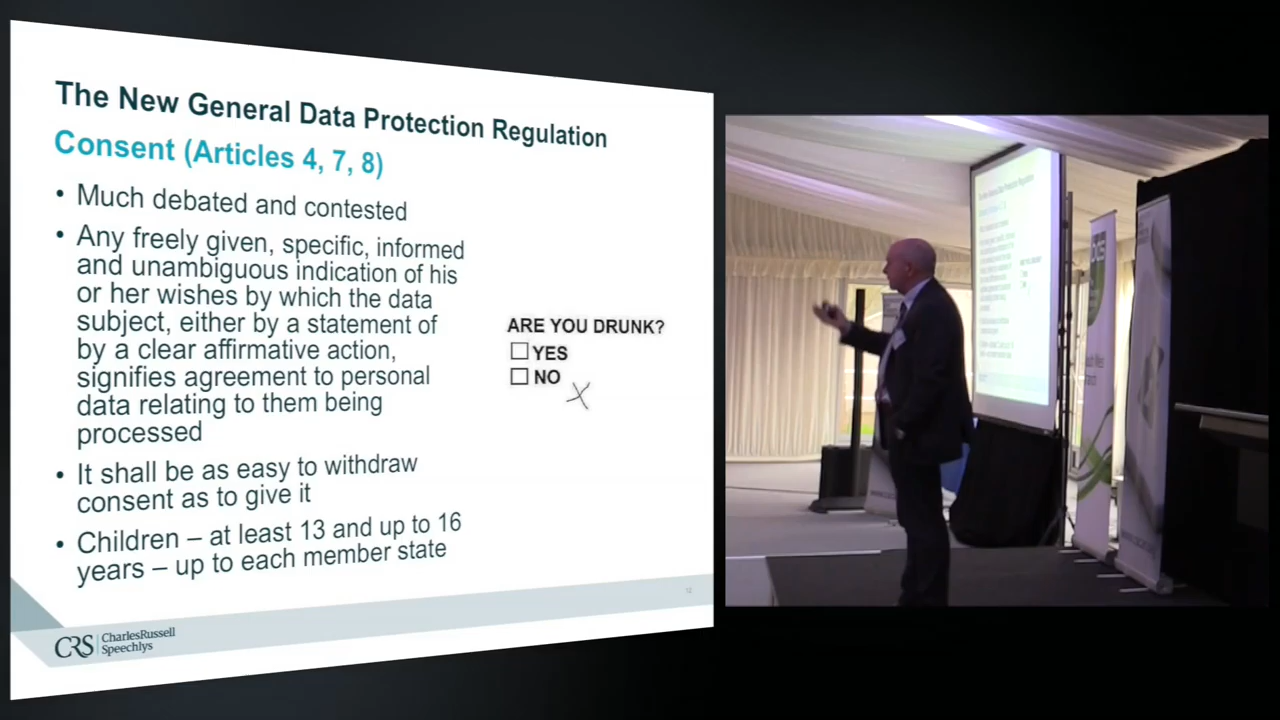 The New General Data Protection Regulation
Consent (Articles 4, 7, 8)
• Much debated and contested
• Any freely given, specific, informed
and unambiguous indication of his
or her wishes by which the data
subject, either by a statement of
by a clear affirmative action,
signifies agreement to personal
data relating to them being
processed
• It shall be as easy to withdraw
consent as to give it
• Children – at least 13 and up to 16
years – up to each member state
ARE YOU DRUNK?
YES
NO
X
12
CRS CharlesRussell
Speechlys